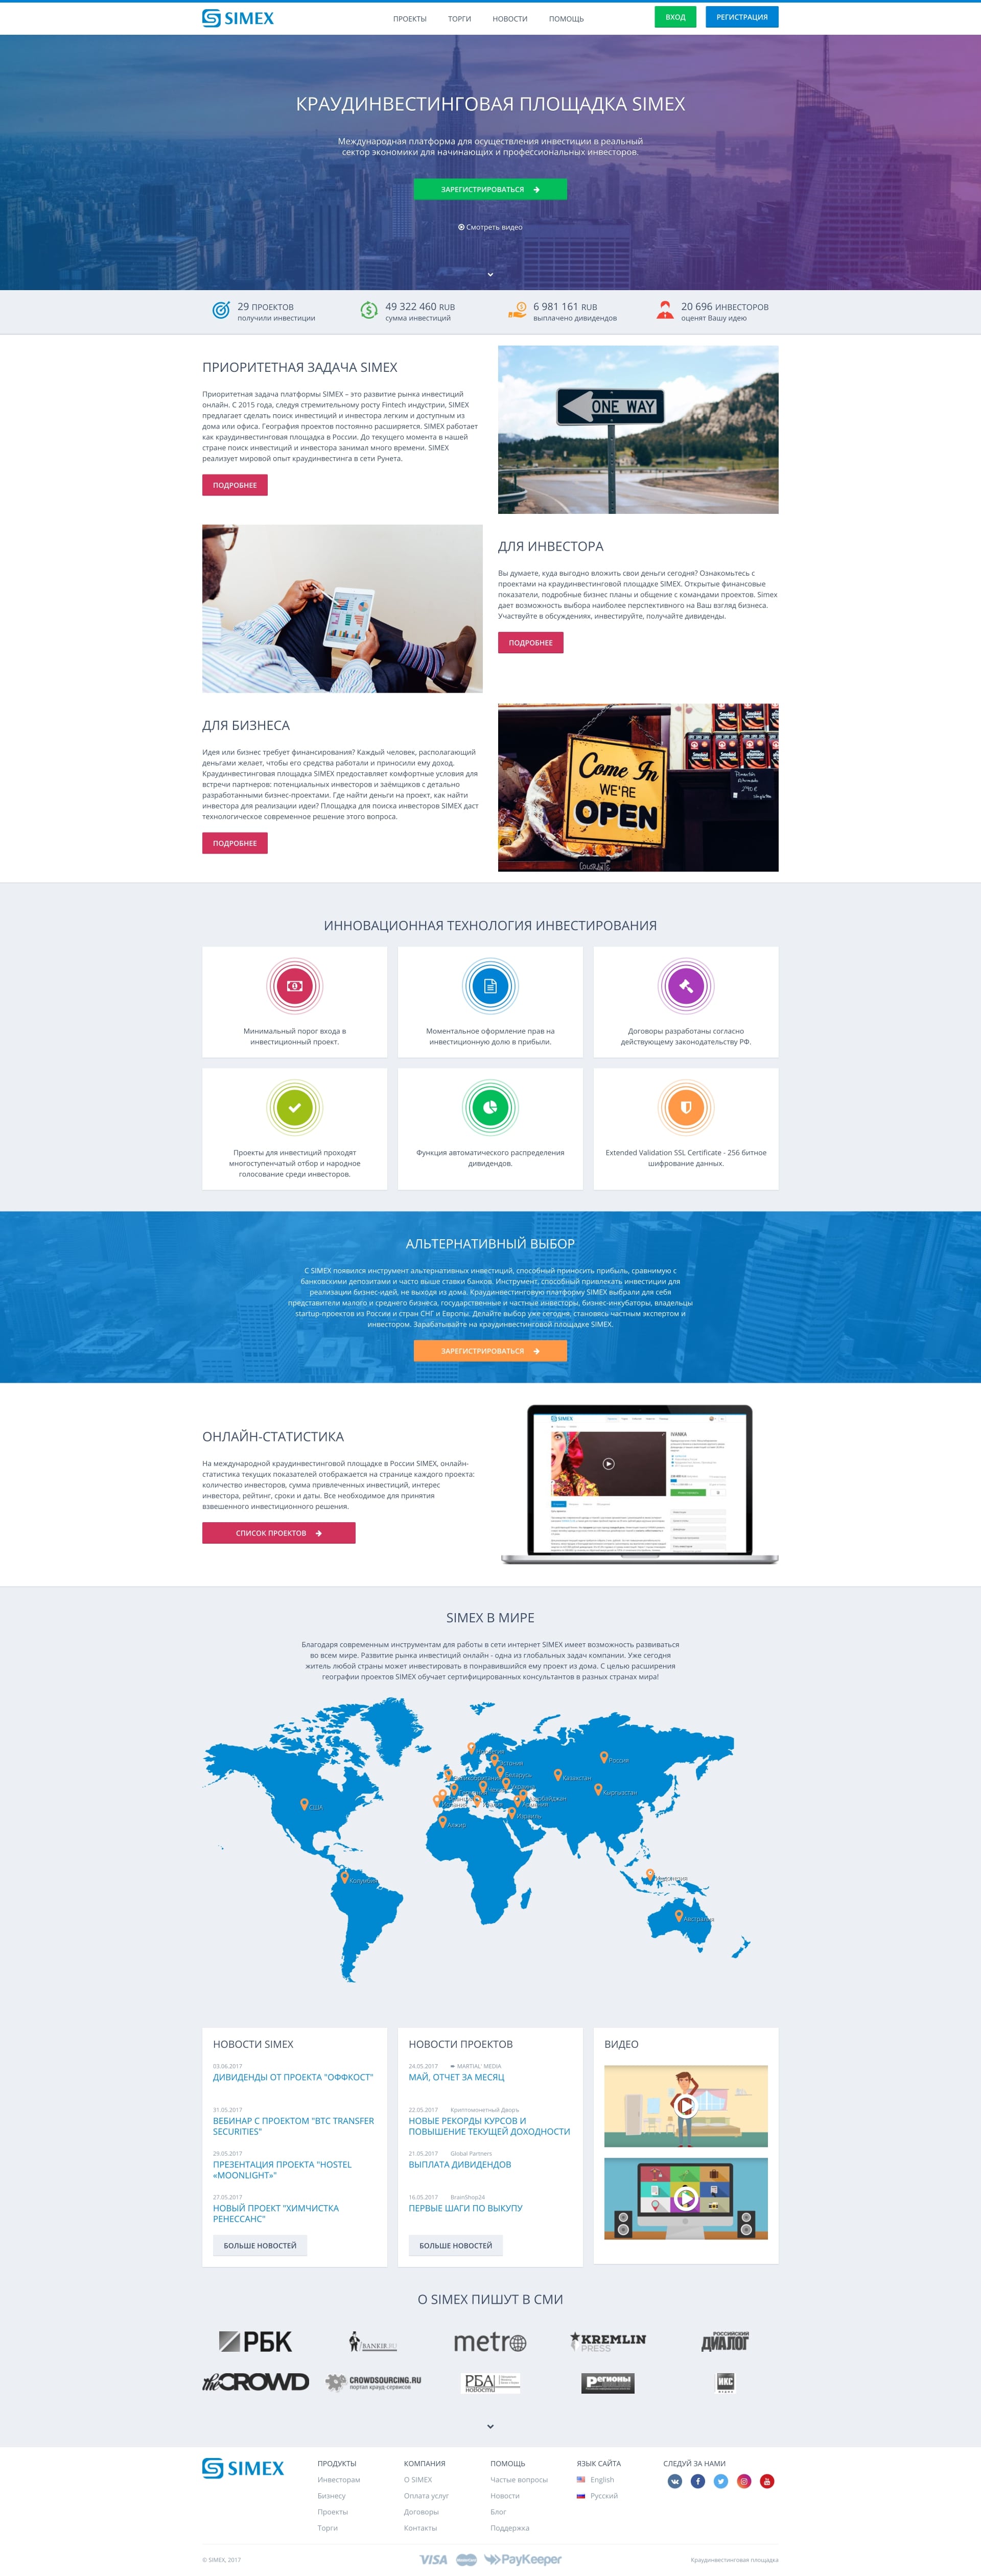 SIMEX
ПРОЕКТЫ ТОРГИ НОВОСТИ ПОМОЩЬ ВХОД РЕГИСТРАЦИЯ
КРАУДИНВЕСТИНГОВАЯ ПЛОЩАДКА SIMEX
Международная платформа для осуществления инвестиции в реальный
сектор экономики для начинающих и профессиональных инвесторов.
ЗАРЕГИСТРИРОВАТЬСЯ
Смотреть видео
29 ПРОЕКТОВ
получили инвестиции
49 322 460 RUB
сумма инвестиций
6 981 161 RUB
выплачено дивидендов
20 696 ИНВЕСТОРОВ
оценят Вашу идею
ПРИОРИТЕТНАЯ ЗАДАЧА SIMEX
Приоритетная задача платформы SIMEX – это развитие рынка инвестиций
онлайн. С 2015 года, следуя стремительному росту Fintech индустрии, SIMEX
предлагает сделать поиск инвестиций и инвестора легким и доступным из
дома или офиса. География проектов постоянно расширяется. SIMEX работает
как краудинвестинговая площадка в России. До текущего момента в нашей
стране поиск инвестиций и инвестора занимал много времени. SIMEX
реализует мировой опыт краудинвестинга в сети Рунета.
ПОДРОБНЕЕ
ONE WAY
ДЛЯ ИНВЕСТОРА
Вы думаете, куда выгодно вложить свои деньги сегодня? Ознакомьтесь с
проектами на краудинвестинговой площадке SIMEX. Открытые финансовые
показатели, подробные бизнес планы и общение с командами проектов. Simex
дает возможность выбора наиболее перспективного на Ваш взгляд бизнеса.
Участвуйте в обсуждениях, инвестируйте, получайте дивиденды.
ПОДРОБНЕЕ
ДЛЯ БИЗНЕСА
Идея или бизнес требует финансирования? Каждый человек, располагающий
деньгами желает, чтобы его средства работали и приносили ему доход.
Краудинвестинговая площадка SIMEX предоставляет комфортные условия для
встречи партнеров: потенциальных инвесторов и заёмщиков с детально
разработанными бизнес-проектами. Где найти деньги на проект, как найти
инвестора для реализации идеи? Площадка для поиска инвесторов SIMEX даст
технологическое современное решение этого вопроса.
ПОДРОБНЕЕ
Come In
WE'RE
OPEN
ИННОВАЦИОННАЯ ТЕХНОЛОГИЯ ИНВЕСТИРОВАНИЯ
Минимальный порог входа в
инвестиционный проект.
Моментальное оформление прав на
инвестиционную долю в прибыли.
Договоры разработаны согласно
действующему законодательству РФ.
Проекты для инвестиций проходят
многоступенчатый отбор и народное
голосование среди инвесторов.
Функция автоматического распределения
дивидендов.
Extended Validation SSL Certificate - 256 битное
шифрование данных.
АЛЬТЕРНАТИВНЫЙ ВЫБОР
С SIMEX появился инструмент альтернативных инвестиций, способный приносить прибыль, сравнимую с
банковскими депозитами и часто выше ставки банков. Инструмент, способный привлекать инвестиции для
реализации бизнес-идей, не выходя из дома. Краудинвестинговую платформу SIMEX выбрали для себя
представители малого и среднего бизнеса, государственные и частные инвесторы, бизнес-инкубаторы, владельцы
startup-проектов из России и стран СНГ и Европы. Делайте выбор уже сегодня, становясь частным экспертом и
инвестором. Зарабатывайте на краудинвестинговой площадке SIMEX.
ЗАРЕГИСТРИРОВАТЬСЯ
ОНЛАЙН-СТАТИСТИКА
На международной краудинвестинговой площадке в России SIMEX, онлайн-
статистика текущих показателей отображается на странице каждого проекта:
количество инвесторов, сумма привлеченных инвестиций, интерес
инвестора, рейтинг, сроки и даты. Все необходимое для принятия
взвешенного инвестиционного решения.
СПИСОК ПРОЕКТОВ
SIMEX
IVANKA
SIMEX В МИРЕ
Благодаря современным инструментам для работы в сети интернет SIMEX имеет возможность развиваться
во всем мире. Развитие рынка инвестиций онлайн - одна из глобальных задач компании. Уже сегодня
житель любой страны может инвестировать в понравившийся ему проект из дома. С целью расширения
географии проектов SIMEX обучает сертифицированных консультантов в разных странах мира!
Россия
Беларусь
Казахстан
Кыргызстан
США
Израиль
Алжир
Колумбия
Австралия
НОВОСТИ SIMEX
03.06.2017
ДИВИДЕНДЫ ОТ ПРОЕКТА "ОФФКОСТ"
31.05.2017
ВЕБИНАР С ПРОЕКТОМ "BTC TRANSFER
SECURITIES"
29.05.2017
ПРЕЗЕНТАЦИЯ ПРОЕКТА "HOSTEL
«MOONLIGHT»"
27.05.2017
НОВЫЙ ПРОЕКТ "ХИМЧИСТКА
РЕНЕССАНС"
БОЛЬШЕ НОВОСТЕЙ
НОВОСТИ ПРОЕКТОВ
24.05.2017 MARTIAL MEDIA
МАЙ, ОТЧЕТ ЗА МЕСЯЦ
22.05.2017 Криптомонетный Дворъ
НОВЫЕ РЕКОРДЫ КУРСОВ И
ПОВЫШЕНИЕ ТЕКУЩЕЙ ДОХОДНОСТИ
21.05.2017 Global Partners
ВЫПЛАТА ДИВИДЕНДОВ
16.05.2017 BrainShop24
ПЕРВЫЕ ШАГИ ПО ВЫКУПУ
БОЛЬШЕ НОВОСТЕЙ
ВИДЕО
О SIMEX ПИШУТ В СМИ
РБК
BANKIR.RU
metro
KREMLIN
PRESS
РОССИЙСКИЙ
ДИАЛОГ
theCROWD
CROWDSOURCING.RU
портал крауд-сервисов
РБА
НОВОСТИ
Регионы
ИКС
SIMEX
ПРОДУКТЫ
Инвесторам
Бизнесу
Проекты
Торги
КОМПАНИЯ
О SIMEX
Оплата услуг
Договоры
Контакты
ПОМОЩЬ
Частые вопросы
Новости
Блог
Поддержка
ЯЗЫК САЙТА
English
Русский
СЛЕДУЙ ЗА НАМИ
© SIMEX, 2017
VISA
PayKeeper
Краудинвестинговая площадка